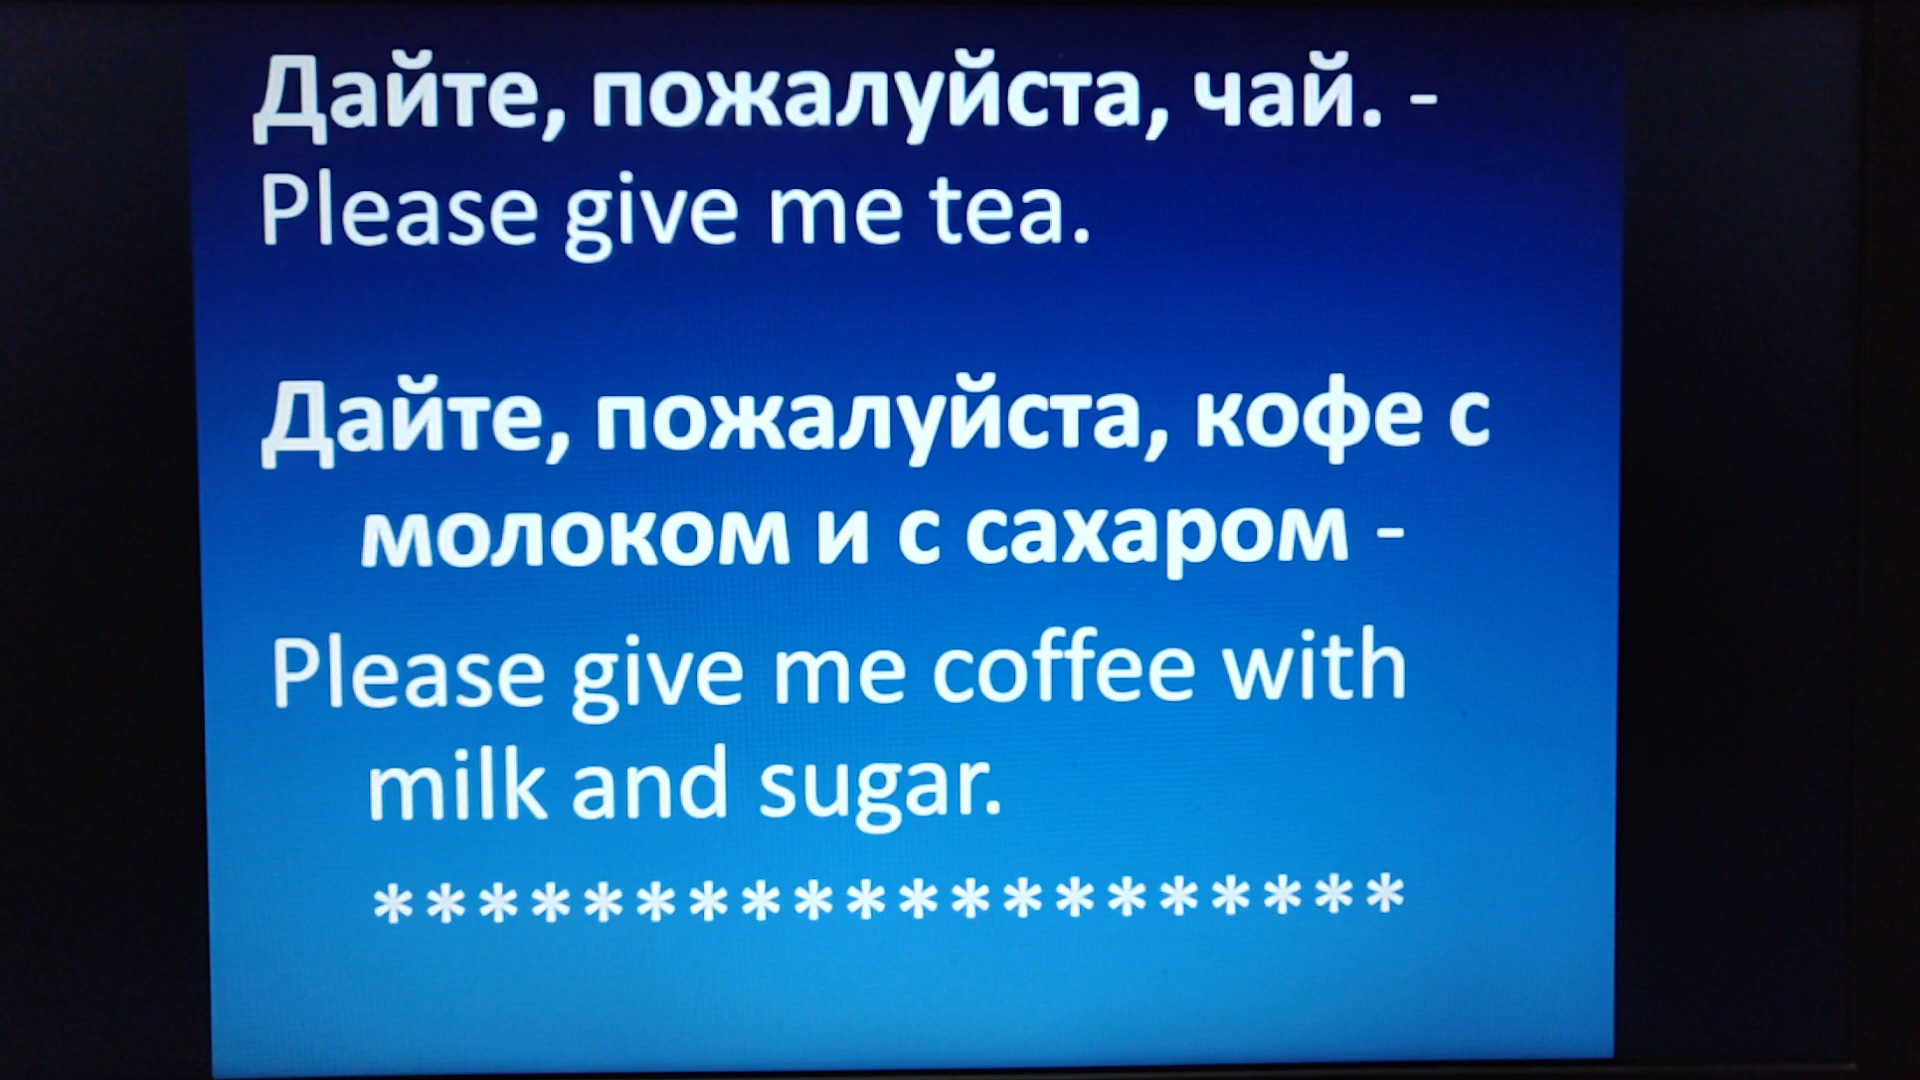 Дайте, пожалуйста, чай. -
Please give me tea.
Дайте, пожалуйста, кофе с
молоком и с сахаром -
Please give me coffee with
milk and sugar.
********************